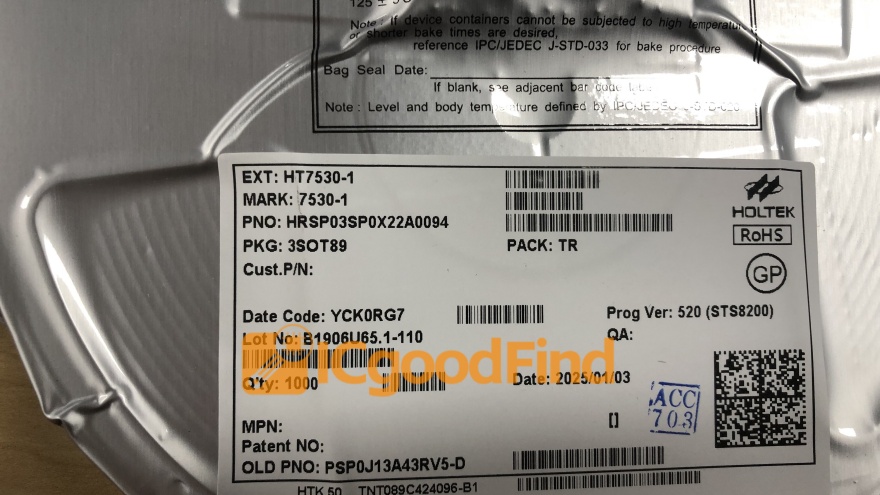 125 ±
Note: If device containers cannot be subjected to high temperatur
or shorter bake times are desired,
reference IPC/JEDEC J-STD-033 for bake procedure
Bag Seal Date:
If blank, see adjacent bar code
Note: Level and body temperature defined by IPC/JEDEC J-STD-020
EXT: HT7530-1
MARK: 7530-1
PNO: HRSP03SP0X22A0094
PKG: 3SOT89 PACK: TR
Cust.P/N:
HOLTEK
RoHS
GP
Date Code: YCK0RG7 Prog Ver: 520 (STS8200)
Lot No: B1906U65.1-110 QA:
ICgoodFind
Q'ty: 1000 Date: 2025/01/03
ACC
703
[]
MPN:
Patent NO:
OLD PNO: PSP0J13A43RV5-D
HTK 50 TNT089C424096-B1